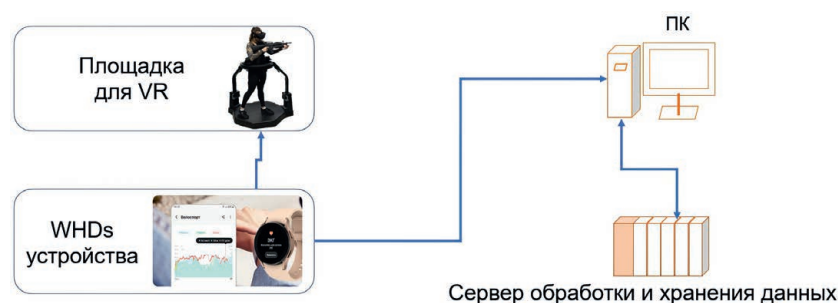 Площадка
для VR
ПК
WHDs
устройства
Сервер обработки и хранения данных